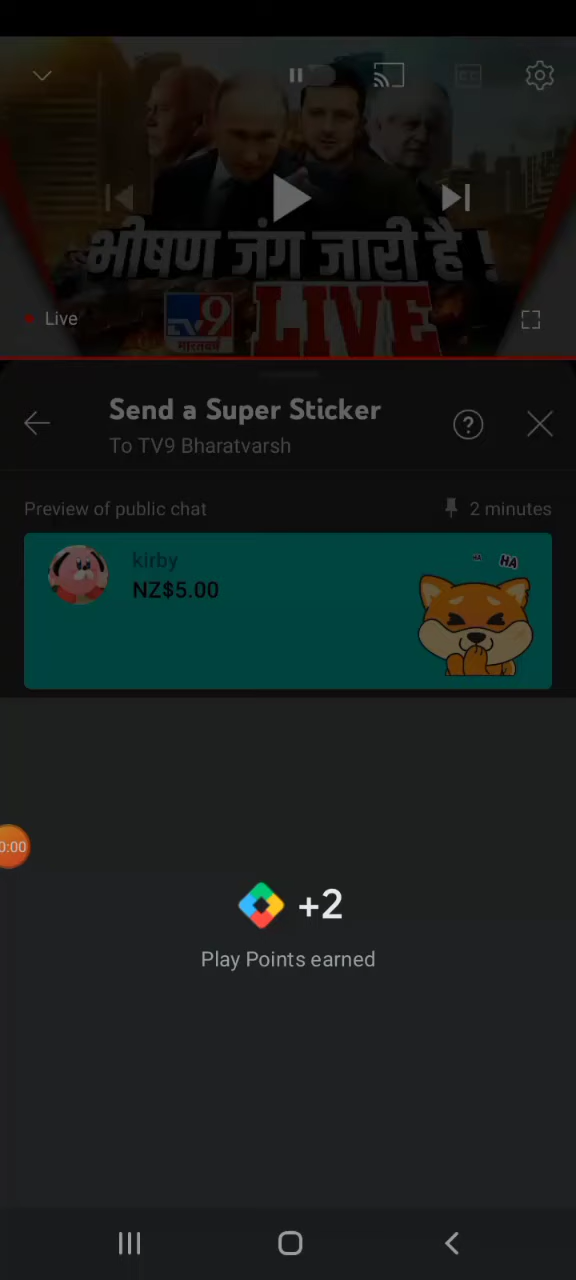 भीषण जंग जारी है !
TV9
भारतवर्ष
LIVE
Live
Send a Super Sticker
To TV9 Bharatvarsh
Preview of public chat
2 minutes
kirby
NZ$5.00
HA
HA
0:00
+2
Play Points earned